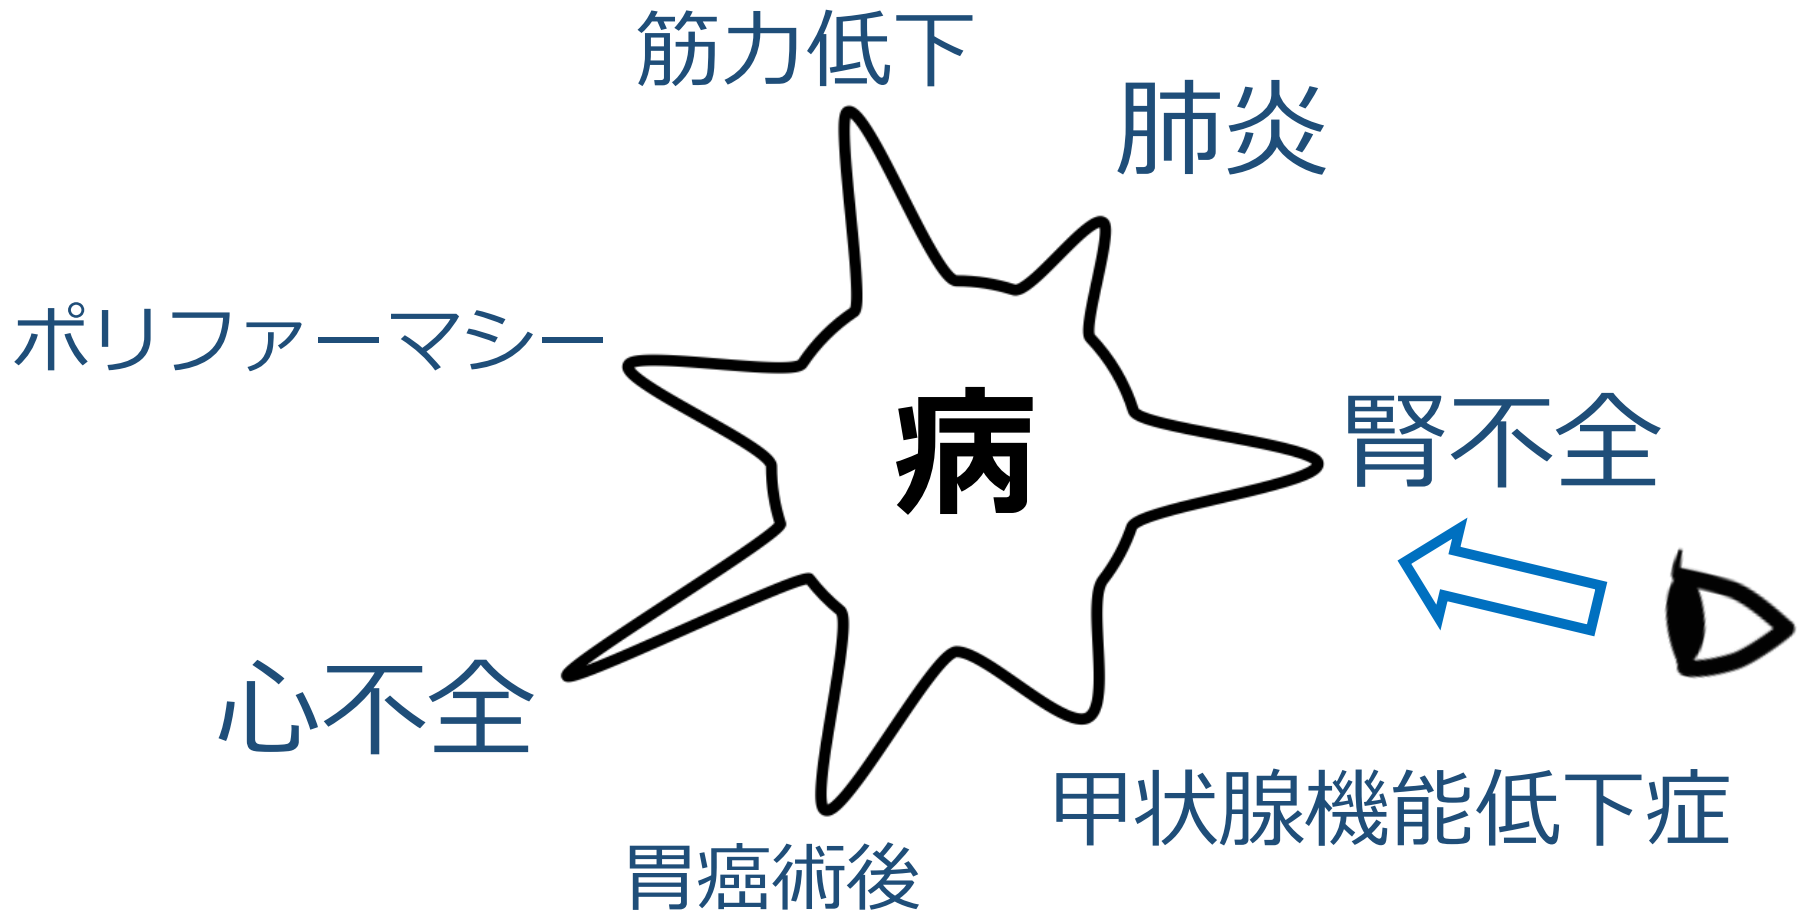 筋力低下
肺炎
ポリファーマシー
病
腎不全
心不全
甲状腺機能低下症
胃癌術後